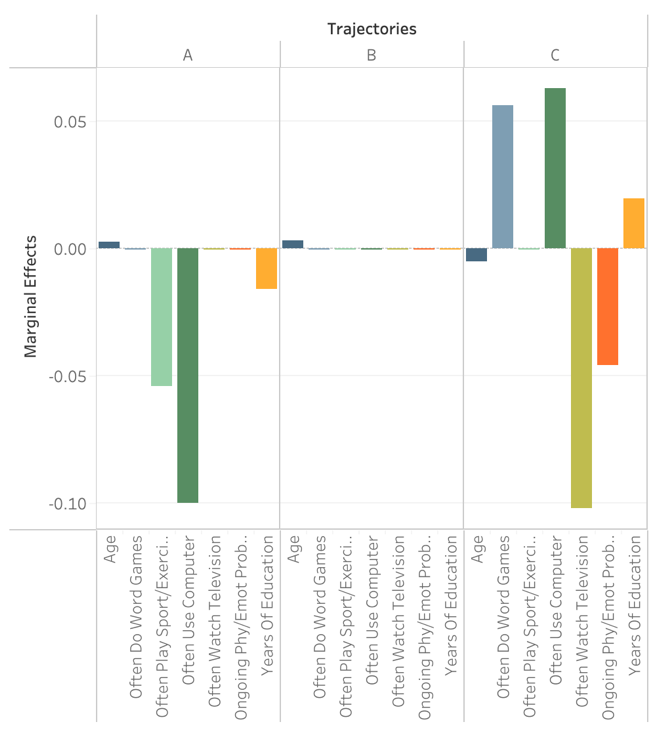 Trajectories
A
B
C
0.05
0.00
-0.05
-0.10
Marginal Effects
Age
Often Do Word Games
Often Play Sport/Exerci..
Often Use Computer
Often Watch Television
Ongoing Phy/Emot Prob..
Years Of Education
Age
Often Do Word Games
Often Play Sport/Exerci..
Often Use Computer
Often Watch Television
Ongoing Phy/Emot Prob..
Years Of Education
Age
Often Do Word Games
Often Play Sport/Exerci..
Often Use Computer
Often Watch Television
Ongoing Phy/Emot Prob..
Years Of Education